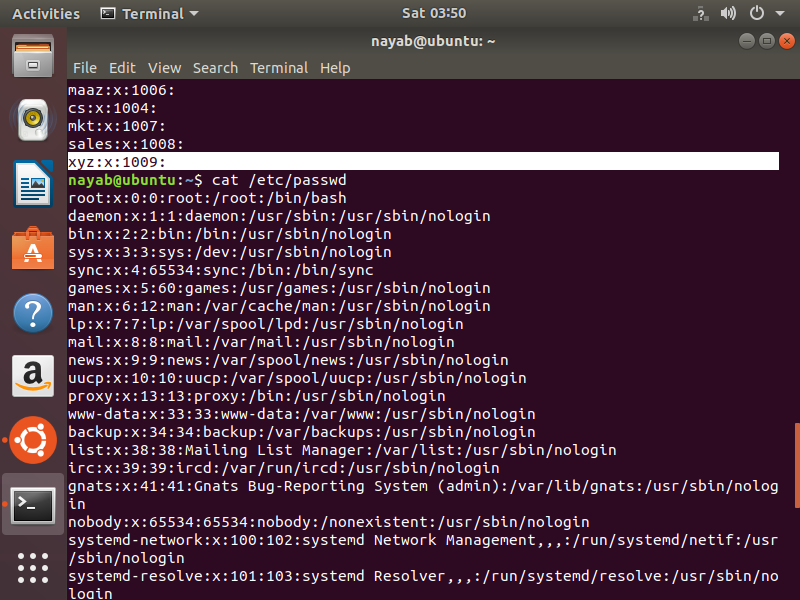 Activities Terminal Sat 03:50
nayab@ubuntu: ~
File Edit View Search Terminal Help
maaz:x:1006:
cs:x:1004:
mkt:x:1007:
sales:x:1008:
xyz:x:1009:
nayab@ubuntu:~$ cat /etc/passwd
root:x:0:0:root:/root:/bin/bash
daemon:x:1:1:daemon:/usr/sbin:/usr/sbin/nologin
bin:x:2:2:bin:/bin:/usr/sbin/nologin
sys:x:3:3:sys:/dev:/usr/sbin/nologin
sync:x:4:65534:sync:/bin:/bin/sync
games:x:5:60:games:/usr/games:/usr/sbin/nologin
man:x:6:12:man:/var/cache/man:/usr/sbin/nologin
lp:x:7:7:lp:/var/spool/lpd:/usr/sbin/nologin
mail:x:8:8:mail:/var/mail:/usr/sbin/nologin
news:x:9:9:news:/var/spool/news:/usr/sbin/nologin
uucp:x:10:10:uucp:/var/spool/uucp:/usr/sbin/nologin
proxy:x:13:13:proxy:/bin:/usr/sbin/nologin
www-data:x:33:33:www-data:/var/www:/usr/sbin/nologin
backup:x:34:34:backup:/var/backups:/usr/sbin/nologin
list:x:38:38:Mailing List Manager:/var/list:/usr/sbin/nologin
irc:x:39:39:ircd:/var/run/ircd:/usr/sbin/nologin
gnats:x:41:41:Gnats Bug-Reporting System (admin):/var/lib/gnats:/usr/sbin/nolog
in
nobody:x:65534:65534:nobody:/nonexistent:/usr/sbin/nologin
systemd-network:x:100:102:systemd Network Management,,,:/run/systemd/netif:/usr
/sbin/nologin
systemd-resolve:x:101:103:systemd Resolver,,,:/run/systemd/resolve:/usr/sbin/no
login